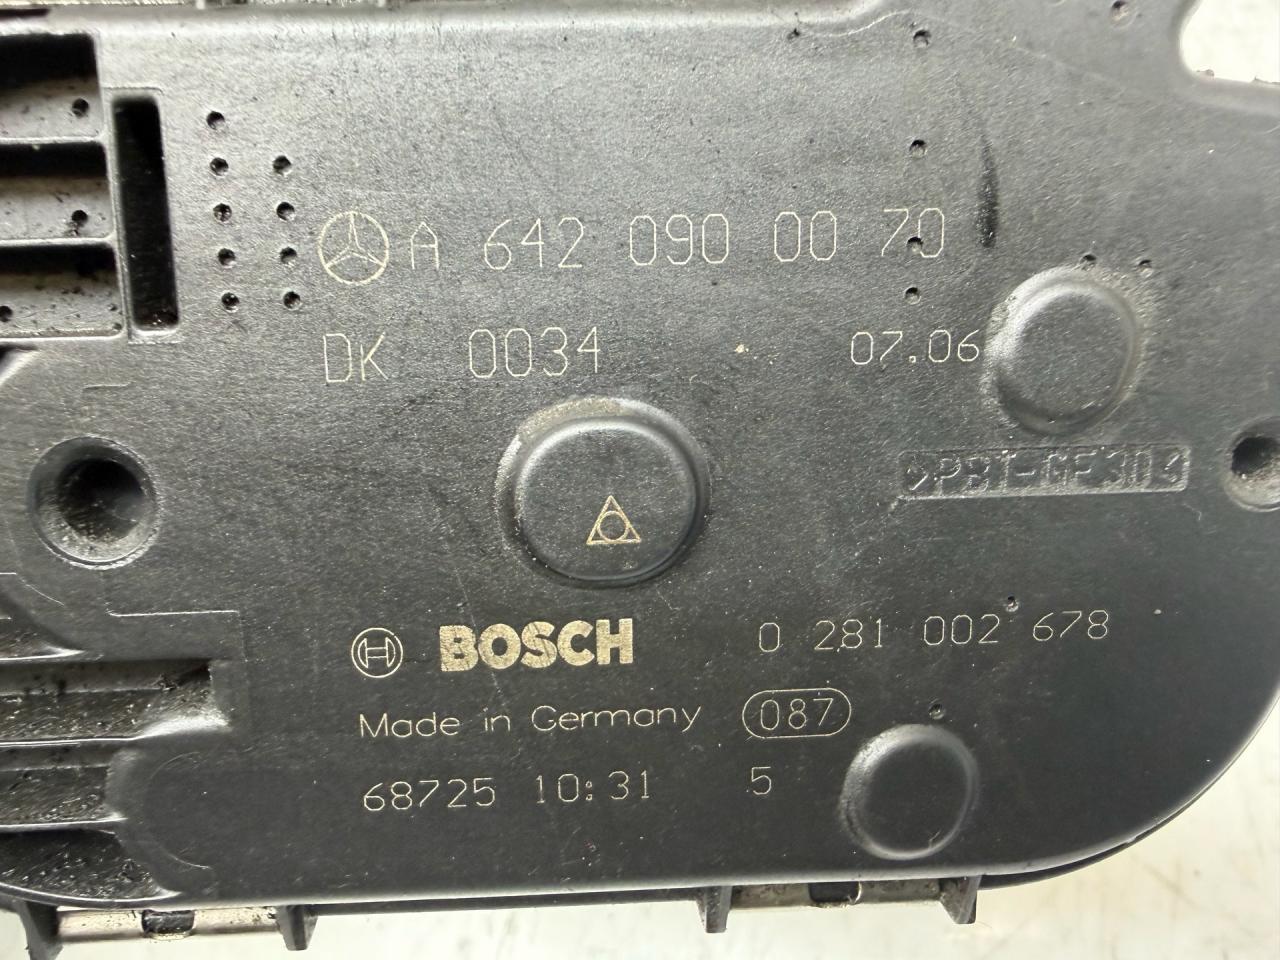 A 642 090 00 70
DK 0034 07.06
>PBT-GF30<
BOSCH 0 281 002 678
Made in Germany 087
68725 10:31 5